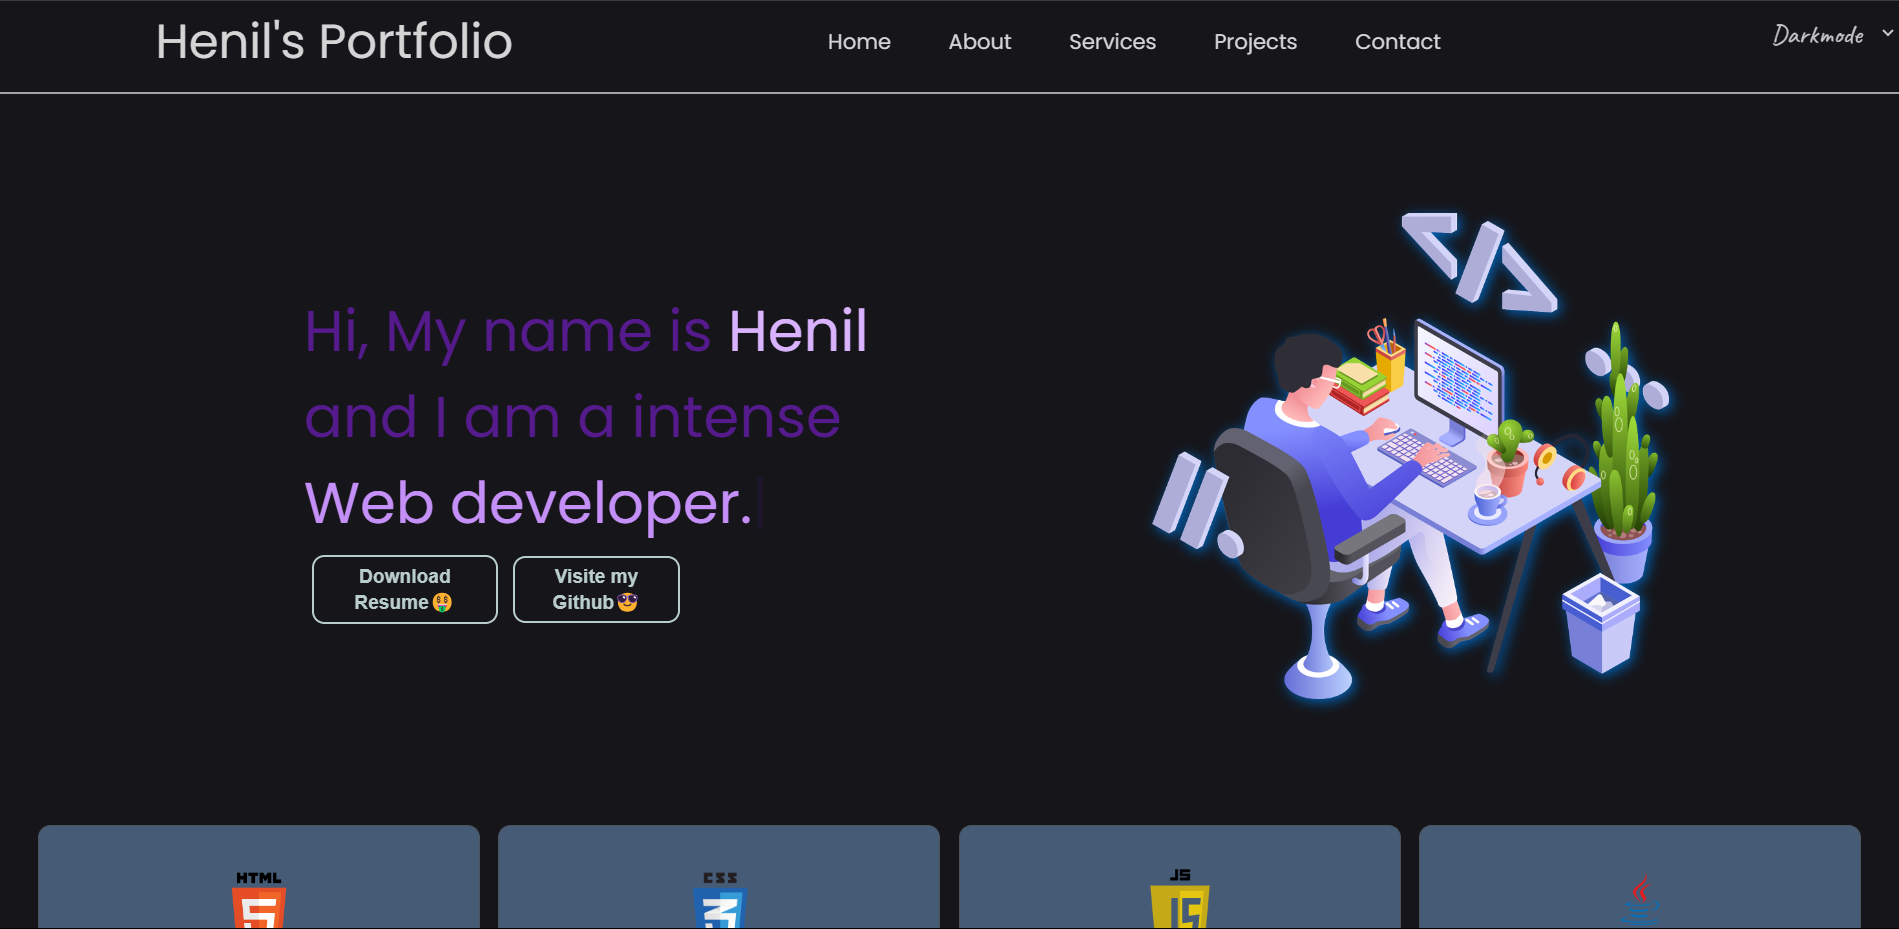 Henil's Portfolio
Home About Services Projects Contact
Darkmode
Hi, My name is Henil
and I am a intense
Web developer.
Download
Resume🤑
Visite my
Github😎
HTML
CSS
JS